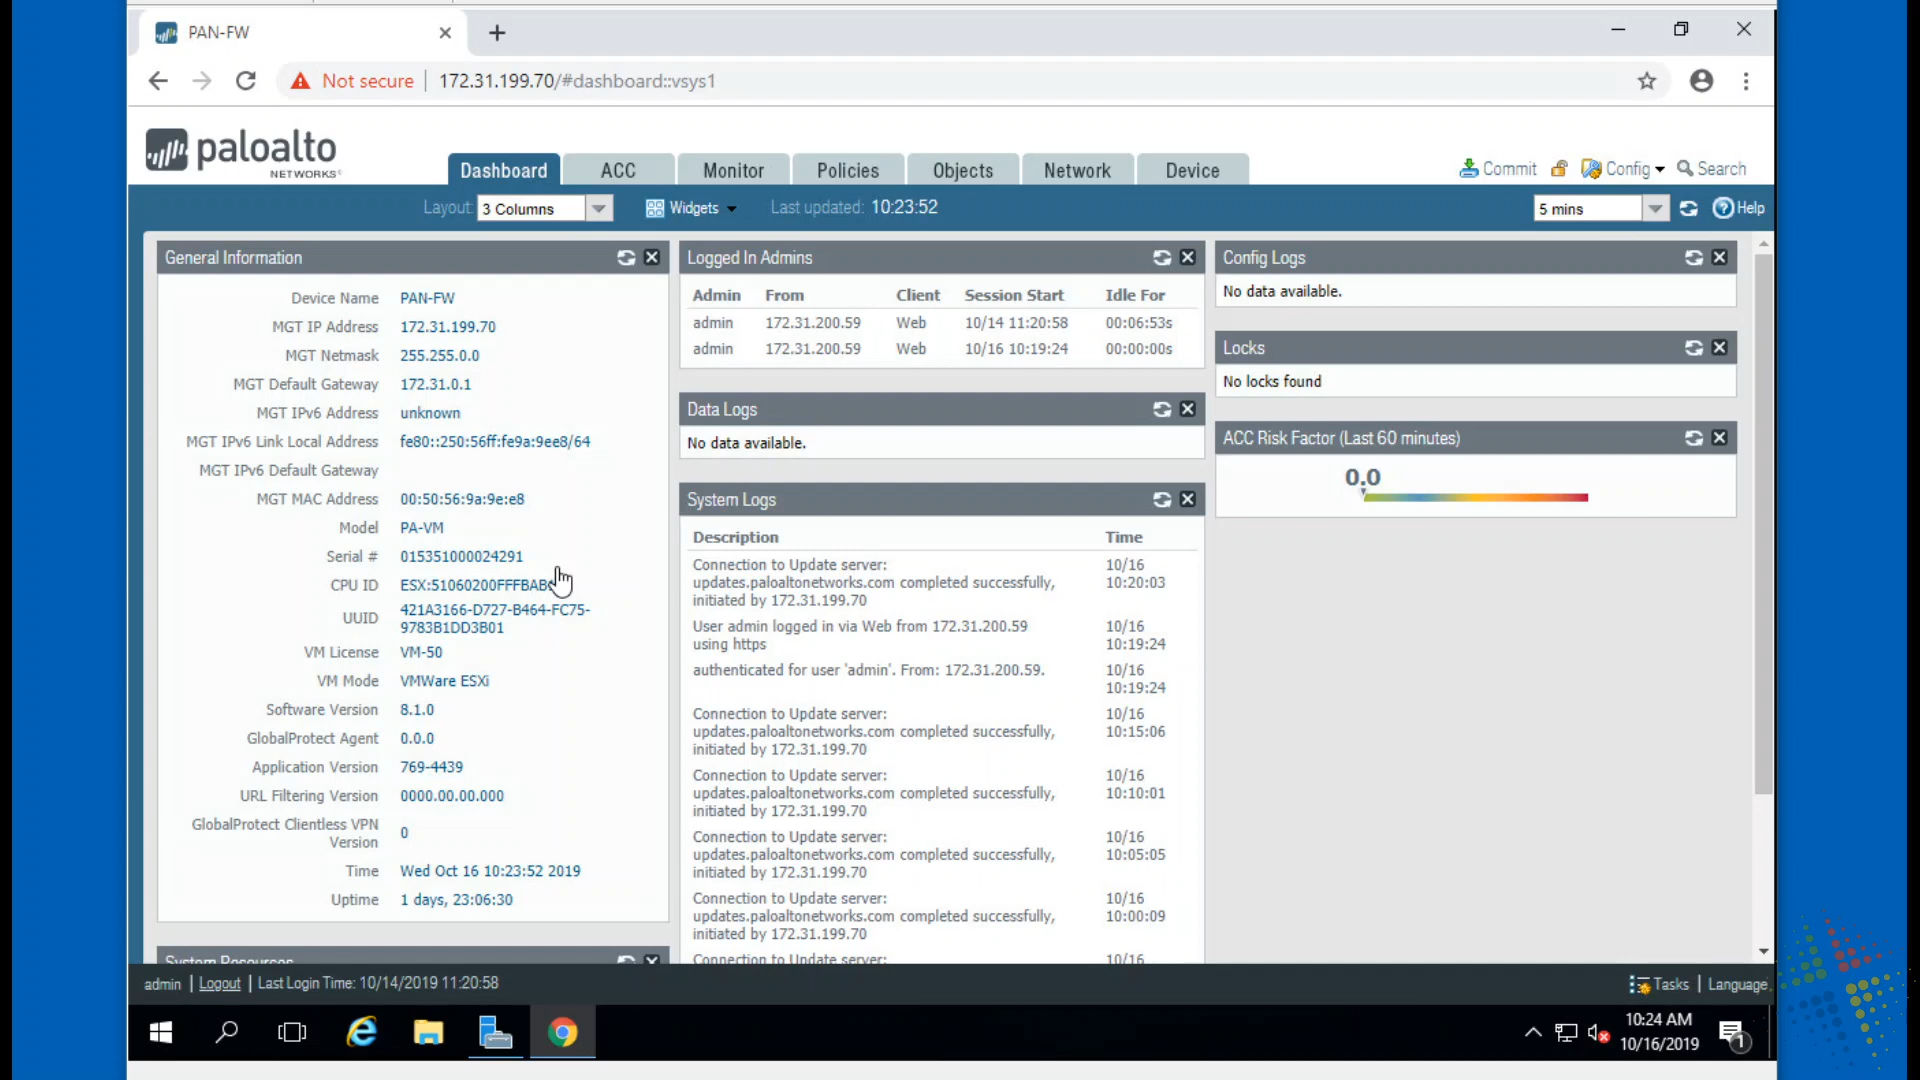 PAN-FW
Not secure 172.31.199.70/#dashboard::vsys1
paloalto
NETWORKS
Dashboard ACC Monitor Policies Objects Network Device
Commit Config Search
Layout: 3 Columns Widgets Last updated: 10:23:52 5 mins Help
General Information
Device Name PAN-FW
MGT IP Address 172.31.199.70
MGT Netmask 255.255.0.0
MGT Default Gateway 172.31.0.1
MGT IPv6 Address unknown
MGT IPv6 Link Local Address fe80::250:56ff:fe9a:9ee8/64
MGT IPv6 Default Gateway
MGT MAC Address 00:50:56:9a:9e:e8
Model PA-VM
Serial # 015351000024291
CPU ID
UUID 421A3166-D727-B464-FC75-
9783B1DD3B01
VM License VM-50
VM Mode VMWare ESXi
Software Version 8.1.0
GlobalProtect Agent 0.0.0
Application Version 769-4439
URL Filtering Version 0000.00.00.000
GlobalProtect Clientless VPN
Version 0
Time Wed Oct 16 10:23:52 2019
Uptime 1 days, 23:06:30
System Resources
Logged In Admins
Admin From Client Session Start Idle For
admin 172.31.200.59 Web 10/14 11:20:58 00:06:53s
admin 172.31.200.59 Web 10/16 10:19:24 00:00:00s
Data Logs
No data available.
System Logs
Description Time
Connection to Update server: 10/16
updates.paloaltonetworks.com completed successfully, 10:20:03
initiated by 172.31.199.70
User admin logged in via Web from 172.31.200.59 10/16
using https 10:19:24
authenticated for user 'admin'. From: 172.31.200.59. 10/16
10:19:24
Connection to Update server: 10/16
updates.paloaltonetworks.com completed successfully, 10:15:06
initiated by 172.31.199.70
Connection to Update server: 10/16
updates.paloaltonetworks.com completed successfully, 10:10:01
initiated by 172.31.199.70
Connection to Update server: 10/16
updates.paloaltonetworks.com completed successfully, 10:05:05
initiated by 172.31.199.70
Connection to Update server: 10/16
updates.paloaltonetworks.com completed successfully, 10:00:09
initiated by 172.31.199.70
Connection to Update server: 10/16
Config Logs
No data available.
Locks
No locks found
ACC Risk Factor (Last 60 minutes)
0.0
admin | Logout | Last Login Time: 10/14/2019 11:20:58 Tasks | Language
10:24 AM
10/16/2019
1